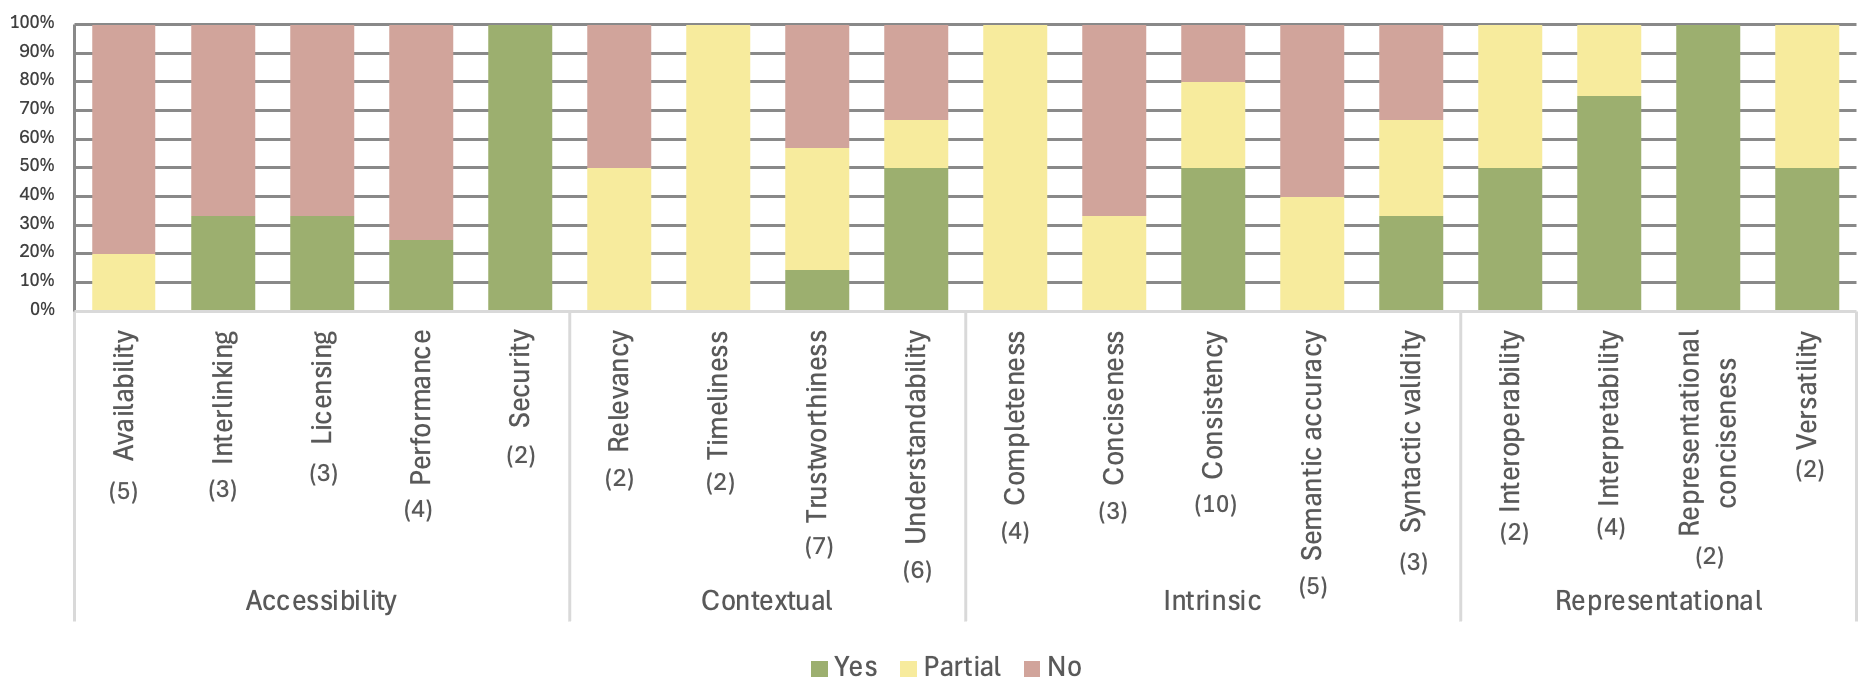 100%
90%
80%
70%
60%
50%
40%
30%
20%
10%
0%
Availability
(5)
Interlinking
(3)
Licensing
(3)
Performance
(4)
Security
(2)
Relevancy
(2)
Timeliness
(2)
Trustworthiness
(7)
Understandability
(6)
Completeness
(4)
Conciseness
(3)
Consistency
(10)
Semantic accuracy
(5)
Syntactic validity
(3)
Interoperability
(2)
Interpretability
(4)
Representational
conciseness
(2)
Versatility
(2)
Accessibility
Contextual
Intrinsic
Representational
Yes
Partial
No